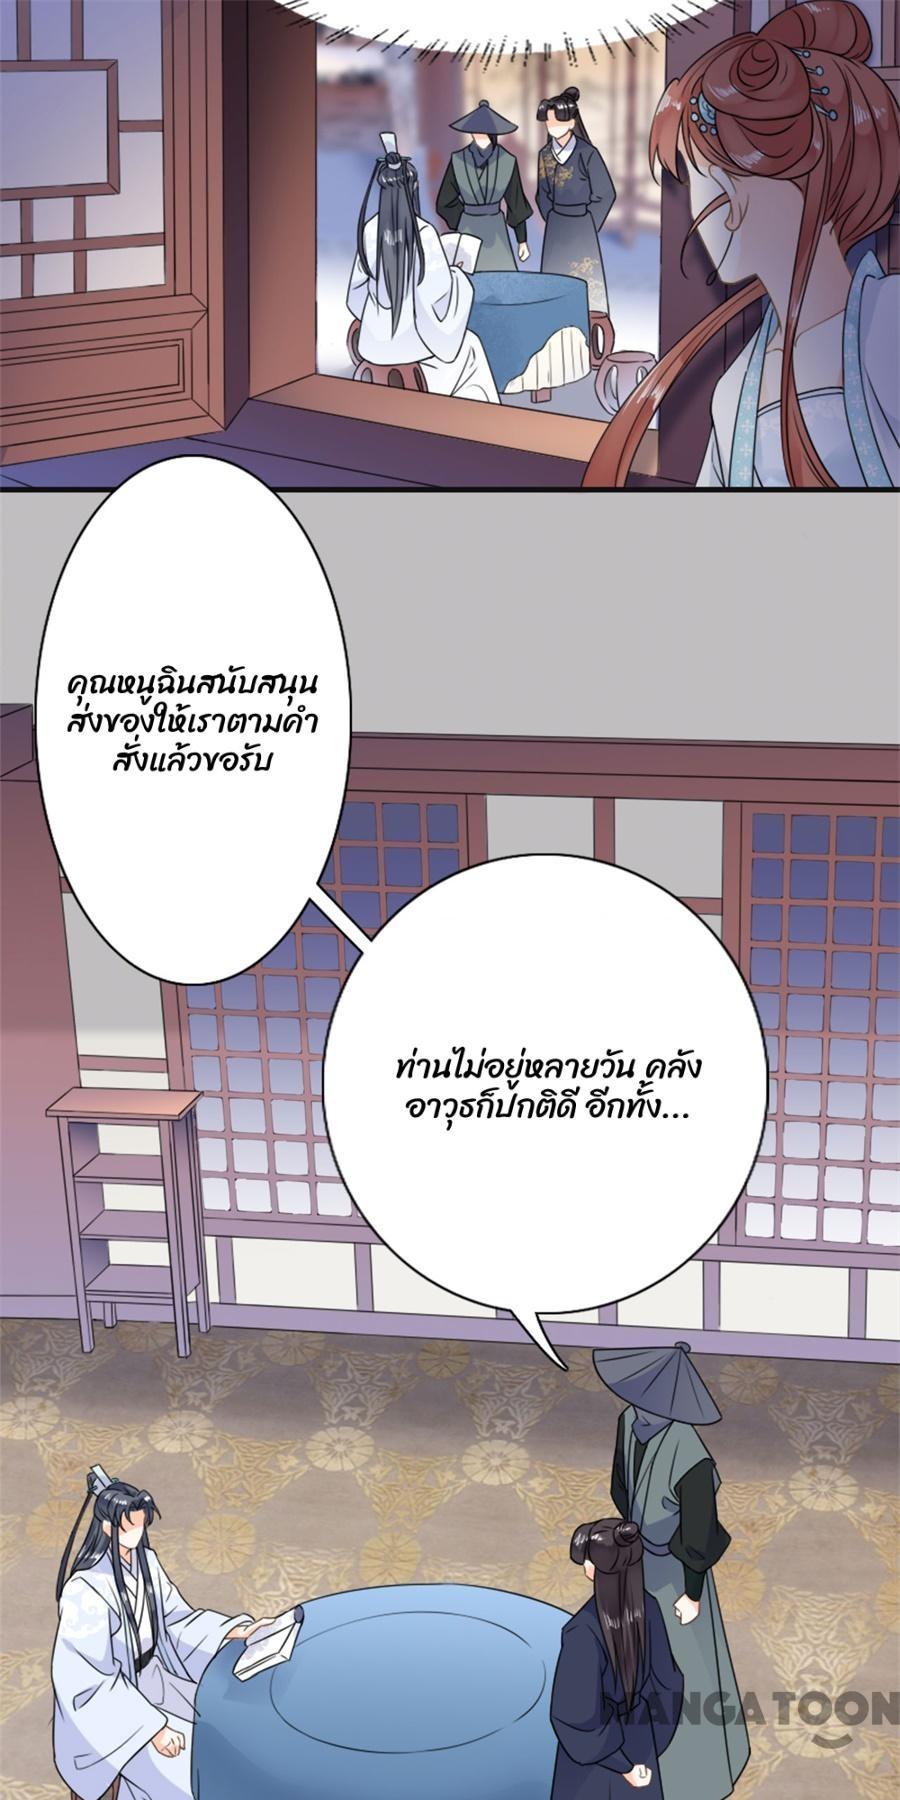 คุณหนูฉินสนับสนุน
ส่งของให้เราตามคำ
สั่งแล้วขอรับ
ท่านไม่อยู่หลายวัน คลัง
อาวุธก็ปกติดี อีกทั้ง...
MANGATOON